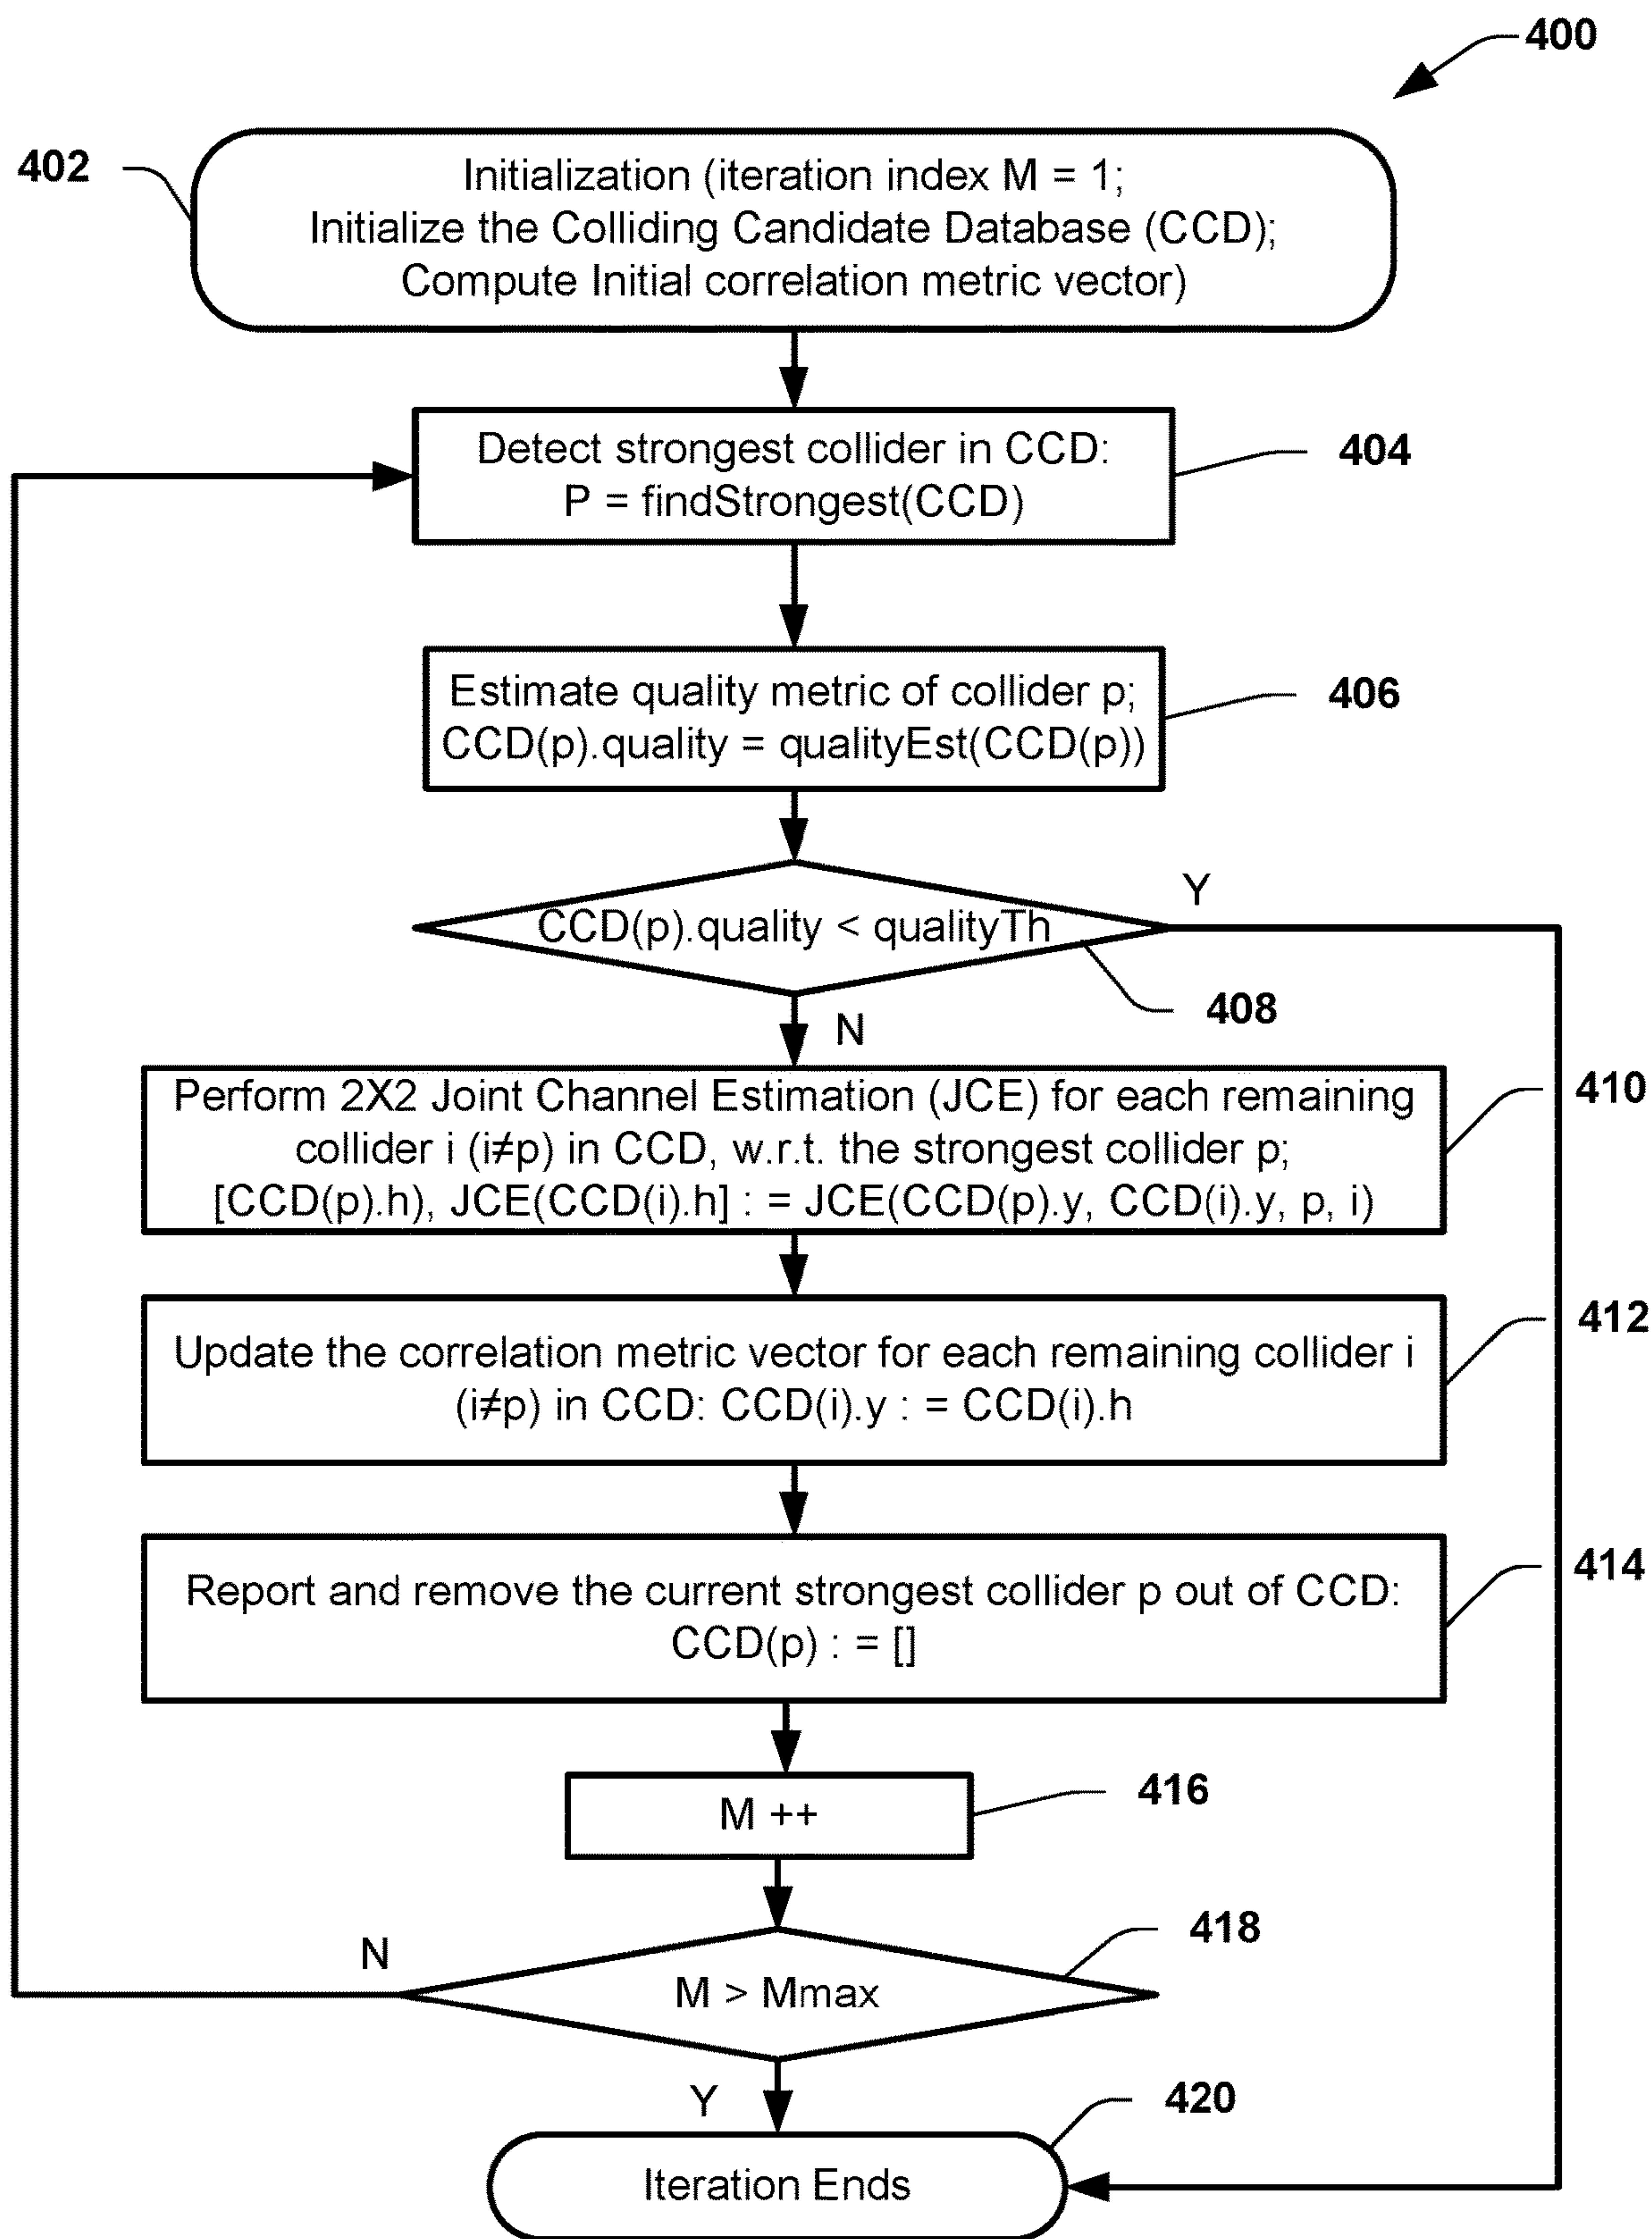 400
402
Initialization (iteration index M = 1;
Initialize the Colliding Candidate Database (CCD);
Compute Initial correlation metric vector)
Detect strongest collider in CCD:
P = findStrongest(CCD)
404
Estimate quality metric of collider p;
CCD(p).quality = qualityEst(CCD(p))
406
Y
CCD(p).quality < qualityTh
408
N
Perform 2X2 Joint Channel Estimation (JCE) for each remaining
collider i (i≠p) in CCD, w.r.t. the strongest collider p;
[CCD(p).h), JCE(CCD(i).h] : = JCE(CCD(p).y, CCD(i).y, p, i)
410
Update the correlation metric vector for each remaining collider i
(i≠p) in CCD: CCD(i).y : = CCD(i).h
412
Report and remove the current strongest collider p out of CCD:
CCD(p) : = []
414
M ++
416
N
M > Mmax
418
Y
420
Iteration Ends